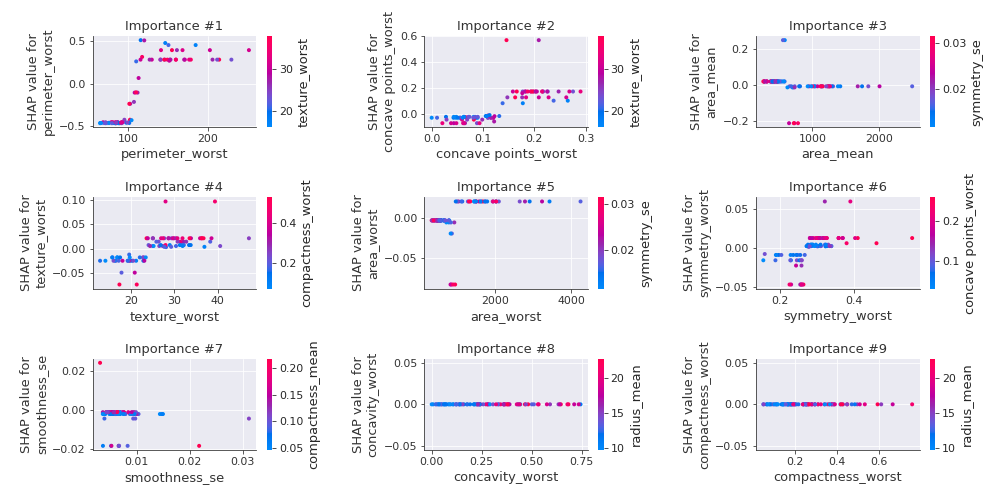 Importance #1
SHAP value for
perimeter_worst
0.5
0.0
−0.5
100
200
perimeter_worst
30
20
texture_worst
Importance #2
SHAP value for
concave points_worst
0.6
0.4
0.2
0.0
0.0
0.1
0.2
0.3
concave points_worst
30
20
texture_worst
Importance #3
SHAP value for
area_mean
0.2
0.0
−0.2
1000
2000
area_mean
0.03
0.02
symmetry_se
Importance #4
SHAP value for
texture_worst
0.10
0.05
0.00
−0.05
20
30
40
texture_worst
0.4
0.2
compactness_worst
Importance #5
SHAP value for
area_worst
0.00
−0.05
2000
4000
area_worst
0.03
0.02
symmetry_se
Importance #6
SHAP value for
symmetry_worst
0.05
0.00
−0.05
0.2
0.4
symmetry_worst
0.2
0.1
concave points_worst
Importance #7
SHAP value for
smoothness_se
0.02
0.00
−0.02
0.01
0.02
0.03
smoothness_se
0.20
0.15
0.10
0.05
compactness_mean
Importance #8
SHAP value for
concavity_worst
0.05
0.00
−0.05
0.00
0.25
0.50
0.75
concavity_worst
20
15
10
radius_mean
Importance #9
SHAP value for
compactness_worst
0.05
0.00
−0.05
0.2
0.4
0.6
compactness_worst
20
15
10
radius_mean